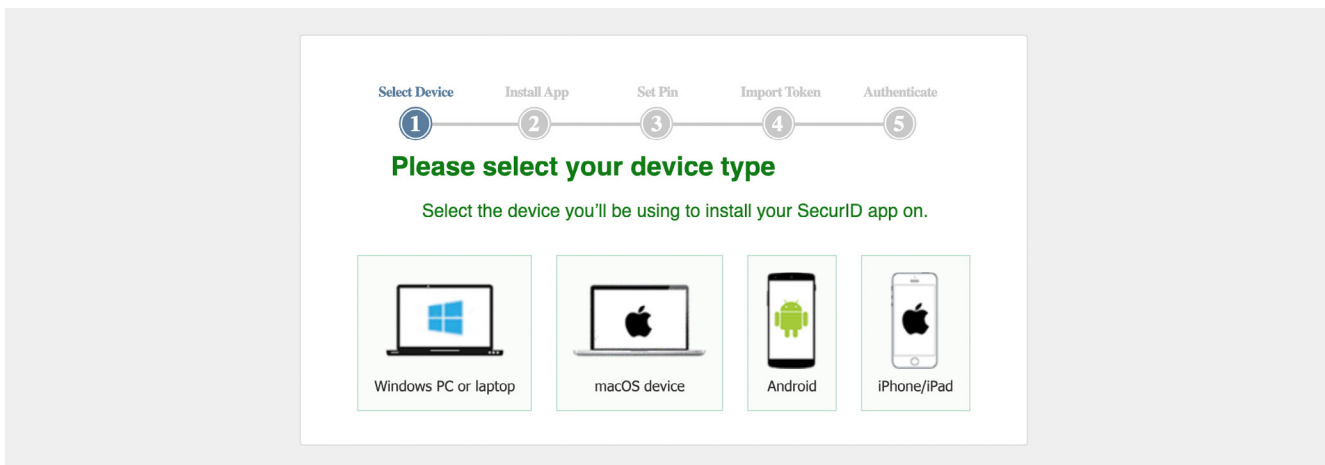 Select Device Install App Set Pin Import Token Authenticate
1 2 3 4 5
Please select your device type
Select the device you’ll be using to install your SecurID app on.
Windows PC or laptop macOS device Android iPhone/iPad